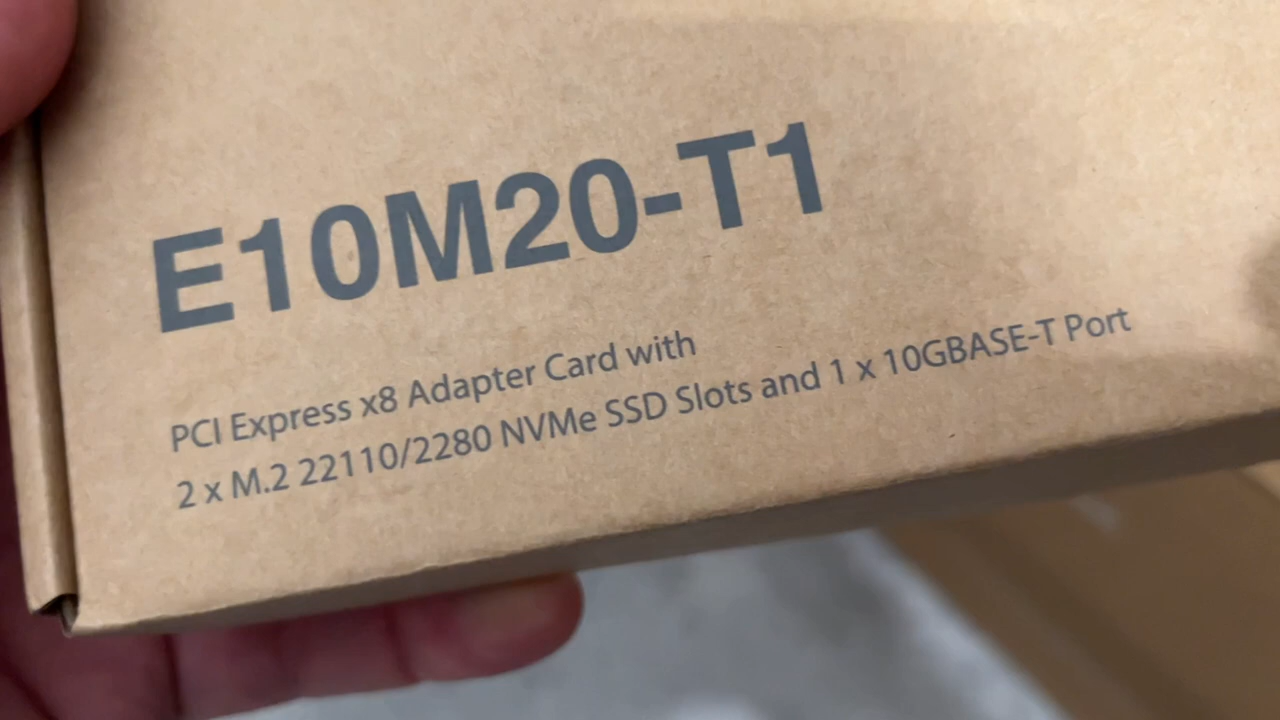 E10M20-T1
PCI Express x8 Adapter Card with
2 x M.2 22110/2280 NVMe SSD Slots and 1 x 10GBASE-T Port